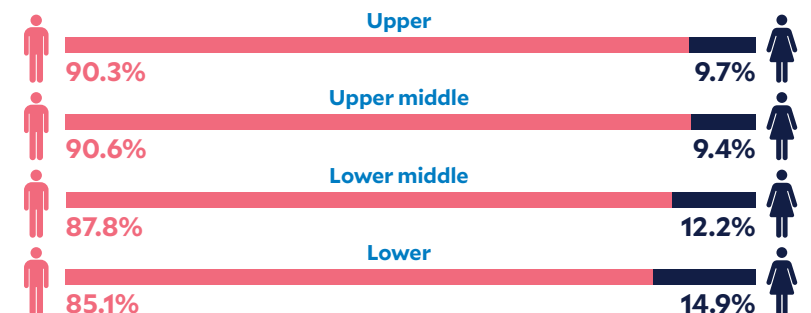 Upper
90.3% 9.7%
Upper middle
90.6% 9.4%
Lower middle
87.8% 12.2%
Lower
85.1% 14.9%